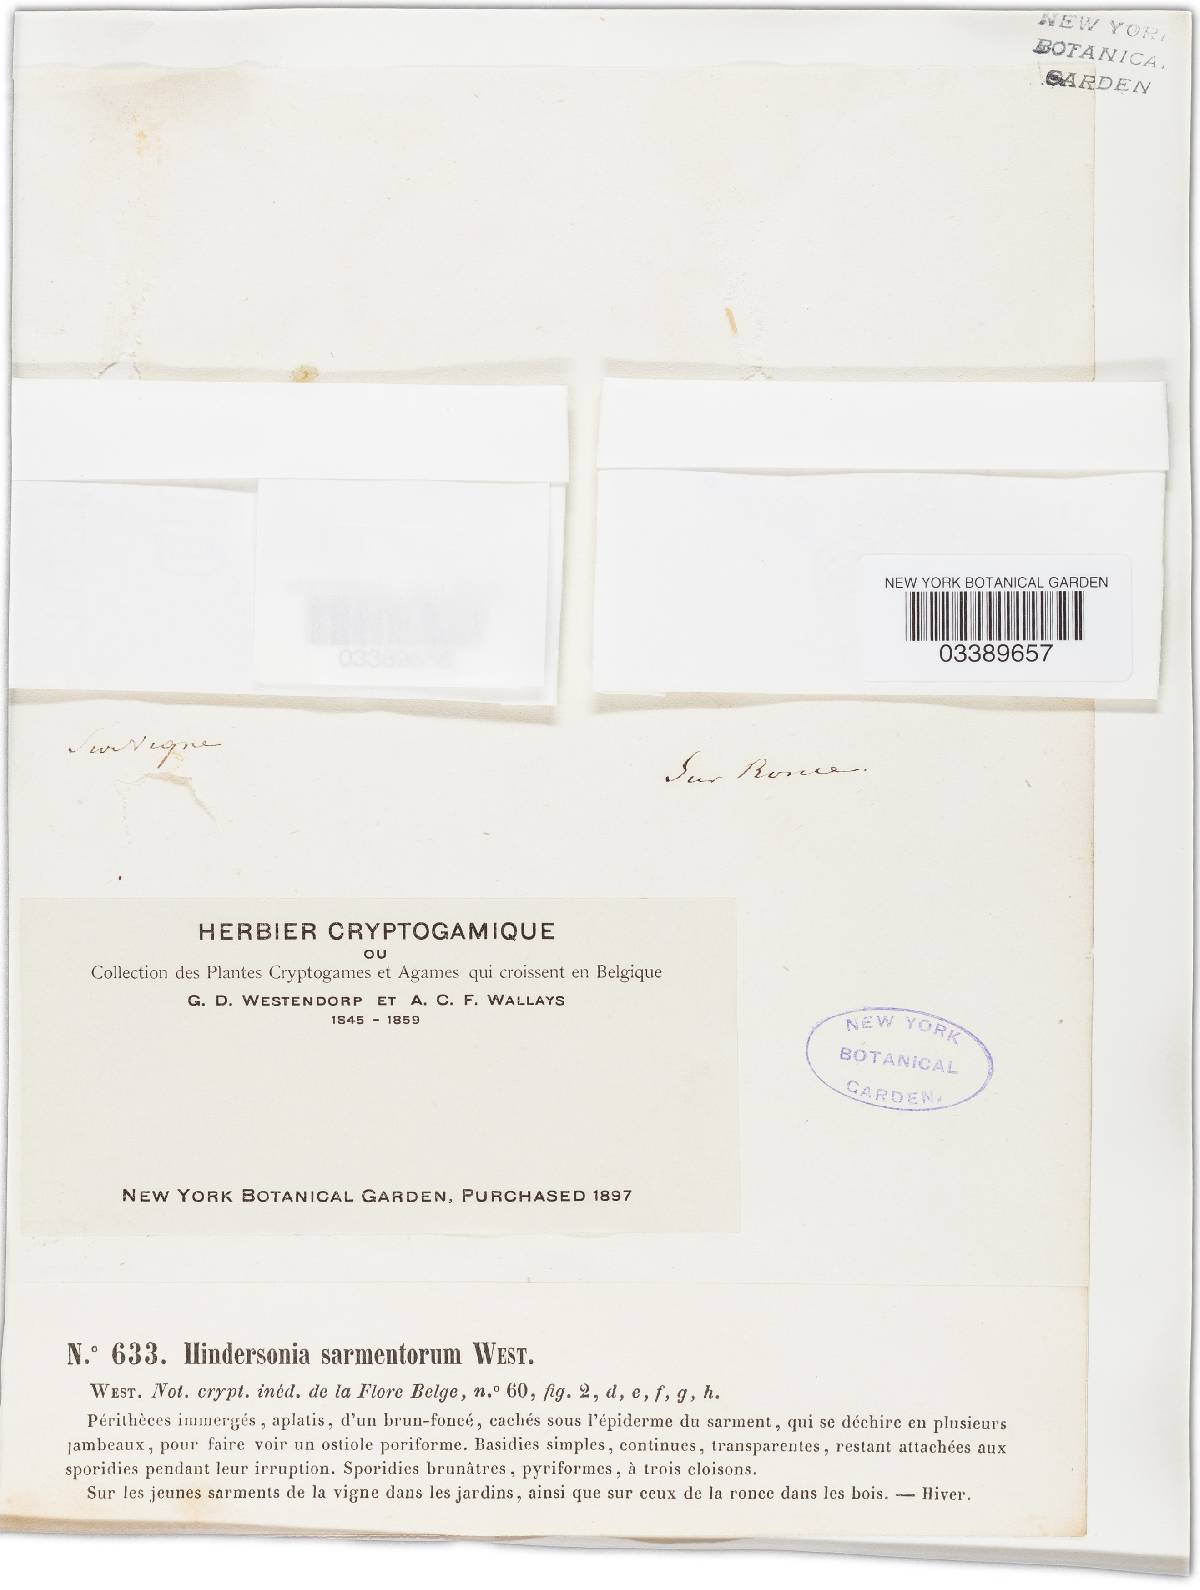 NEW YORK
BOTANICAL
GARDEN
NEW YORK BOTANICAL GARDEN
03389657
Sur Vigne
Sur Ronce.
HERBIER CRYPTOGAMIQUE
OU
Collection des Plantes Cryptogames et Agames qui croissent en Belgique
G. D. WESTENDORP ET A. C. F. WALLAYS
1845 - 1859
NEW YORK
BOTANICAL
GARDEN.
NEW YORK BOTANICAL GARDEN, PURCHASED 1897
N.° 633. Hindersonia sarmentorum WEST.
WEST. Not. crypt. inéd. de la Flore Belge, n.° 60, fig. 2, d, e, f, g, h.
Périthèces immergés, aplatis, d'un brun-foncé, cachés sous l'épiderme du sarment, qui se déchire en plusieurs
lambeaux, pour faire voir un ostiole poriforme. Basidies simples, continues, transparentes, restant attachées aux
sporidies pendant leur irruption. Sporidies brunâtres, pyriformes, à trois cloisons.
Sur les jeunes sarments de la vigne dans les jardins, ainsi que sur ceux de la ronce dans les bois. — Hiver.